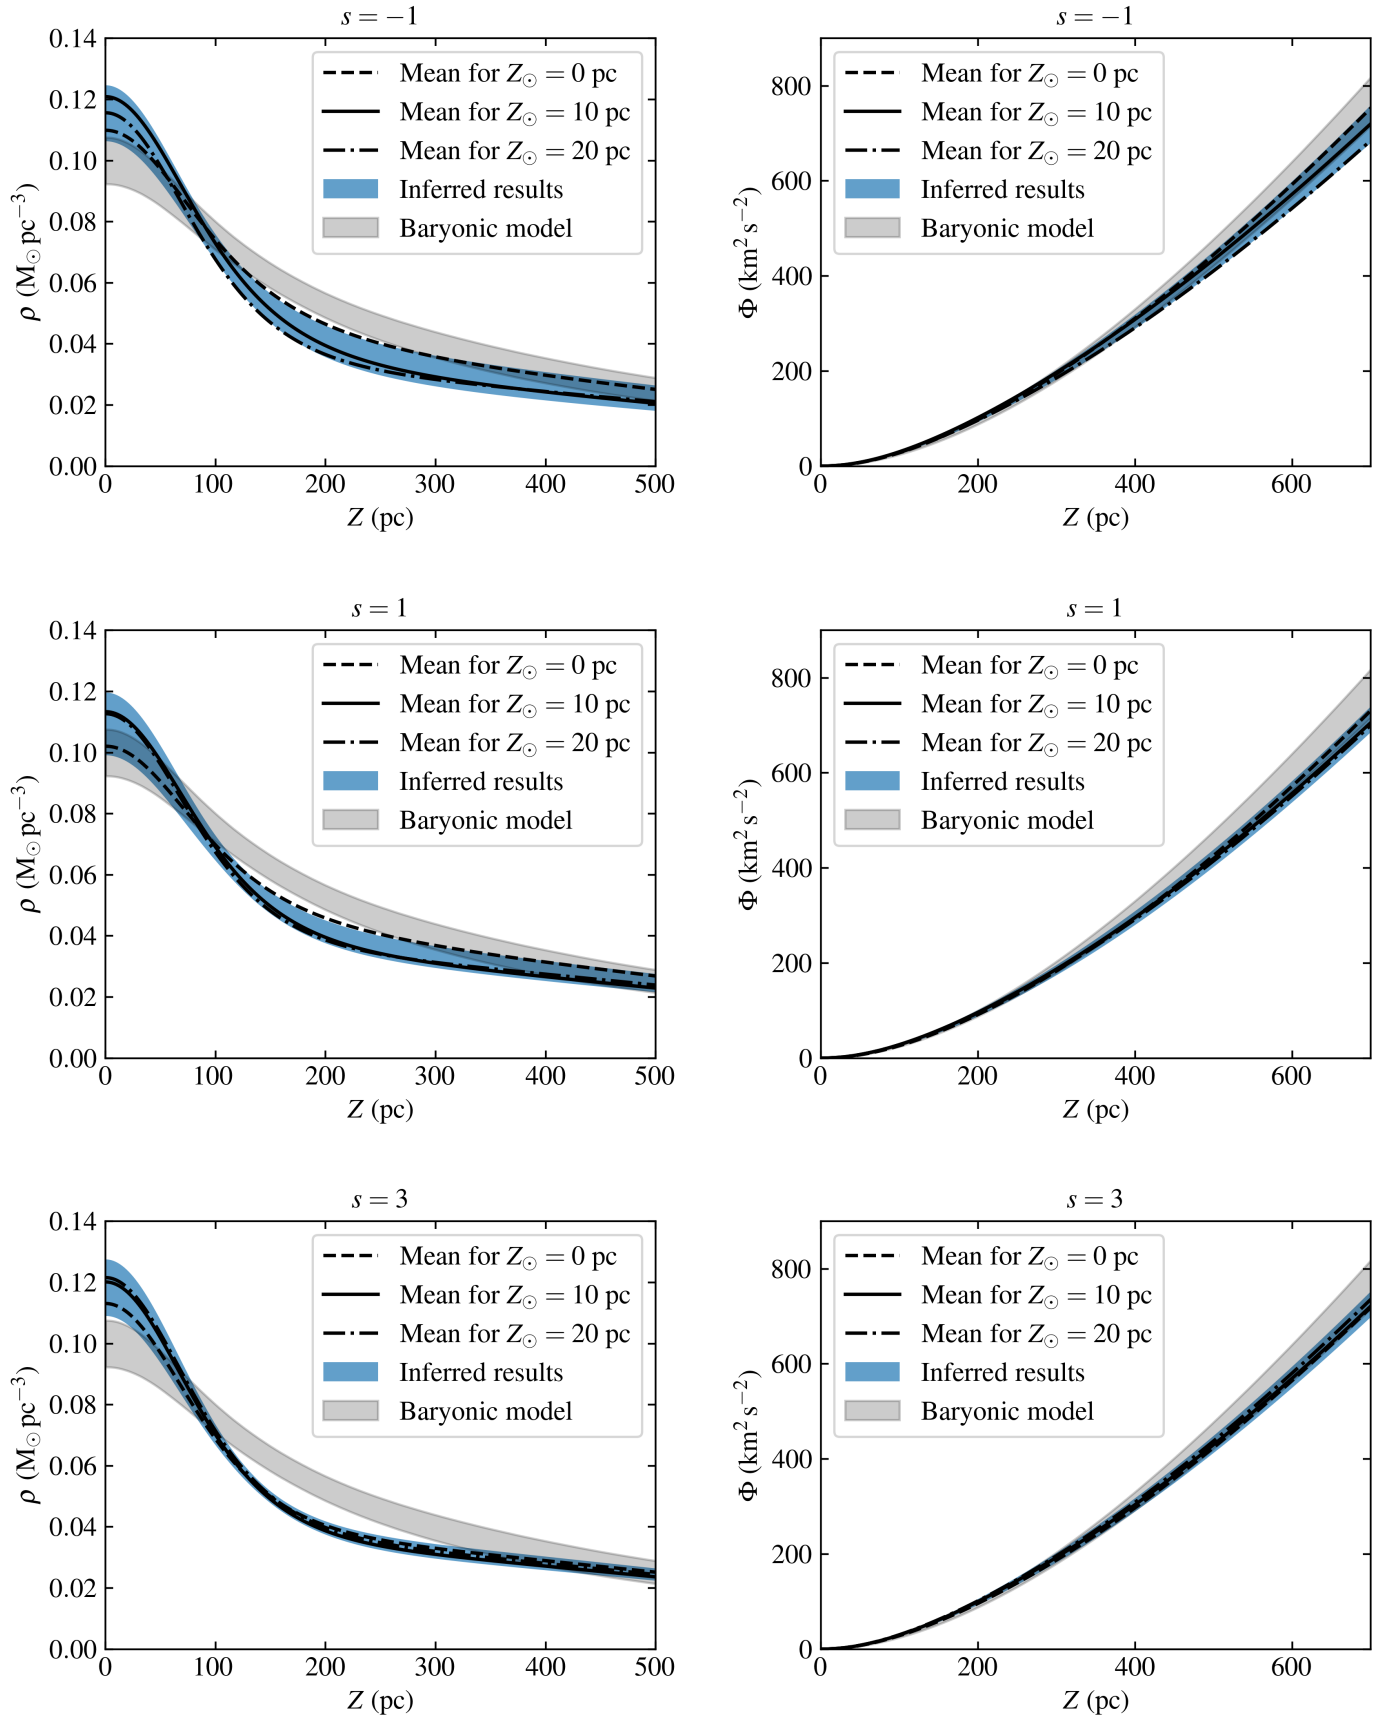 s = −1
0.14
0.12
0.10
0.08
0.06
0.04
0.02
0.00
ρ (M☉ pc⁻³)
Mean for Z☉ = 0 pc
Mean for Z☉ = 10 pc
Mean for Z☉ = 20 pc
Inferred results
Baryonic model
0 100 200 300 400 500
Z (pc)
s = −1
800
600
400
200
0
Φ (km² s⁻²)
Mean for Z☉ = 0 pc
Mean for Z☉ = 10 pc
Mean for Z☉ = 20 pc
Inferred results
Baryonic model
0 200 400 600
Z (pc)
s = 1
0.14
0.12
0.10
0.08
0.06
0.04
0.02
0.00
ρ (M☉ pc⁻³)
Mean for Z☉ = 0 pc
Mean for Z☉ = 10 pc
Mean for Z☉ = 20 pc
Inferred results
Baryonic model
0 100 200 300 400 500
Z (pc)
s = 1
800
600
400
200
0
Φ (km² s⁻²)
Mean for Z☉ = 0 pc
Mean for Z☉ = 10 pc
Mean for Z☉ = 20 pc
Inferred results
Baryonic model
0 200 400 600
Z (pc)
s = 3
0.14
0.12
0.10
0.08
0.06
0.04
0.02
0.00
ρ (M☉ pc⁻³)
Mean for Z☉ = 0 pc
Mean for Z☉ = 10 pc
Mean for Z☉ = 20 pc
Inferred results
Baryonic model
0 100 200 300 400 500
Z (pc)
s = 3
800
600
400
200
0
Φ (km² s⁻²)
Mean for Z☉ = 0 pc
Mean for Z☉ = 10 pc
Mean for Z☉ = 20 pc
Inferred results
Baryonic model
0 200 400 600
Z (pc)